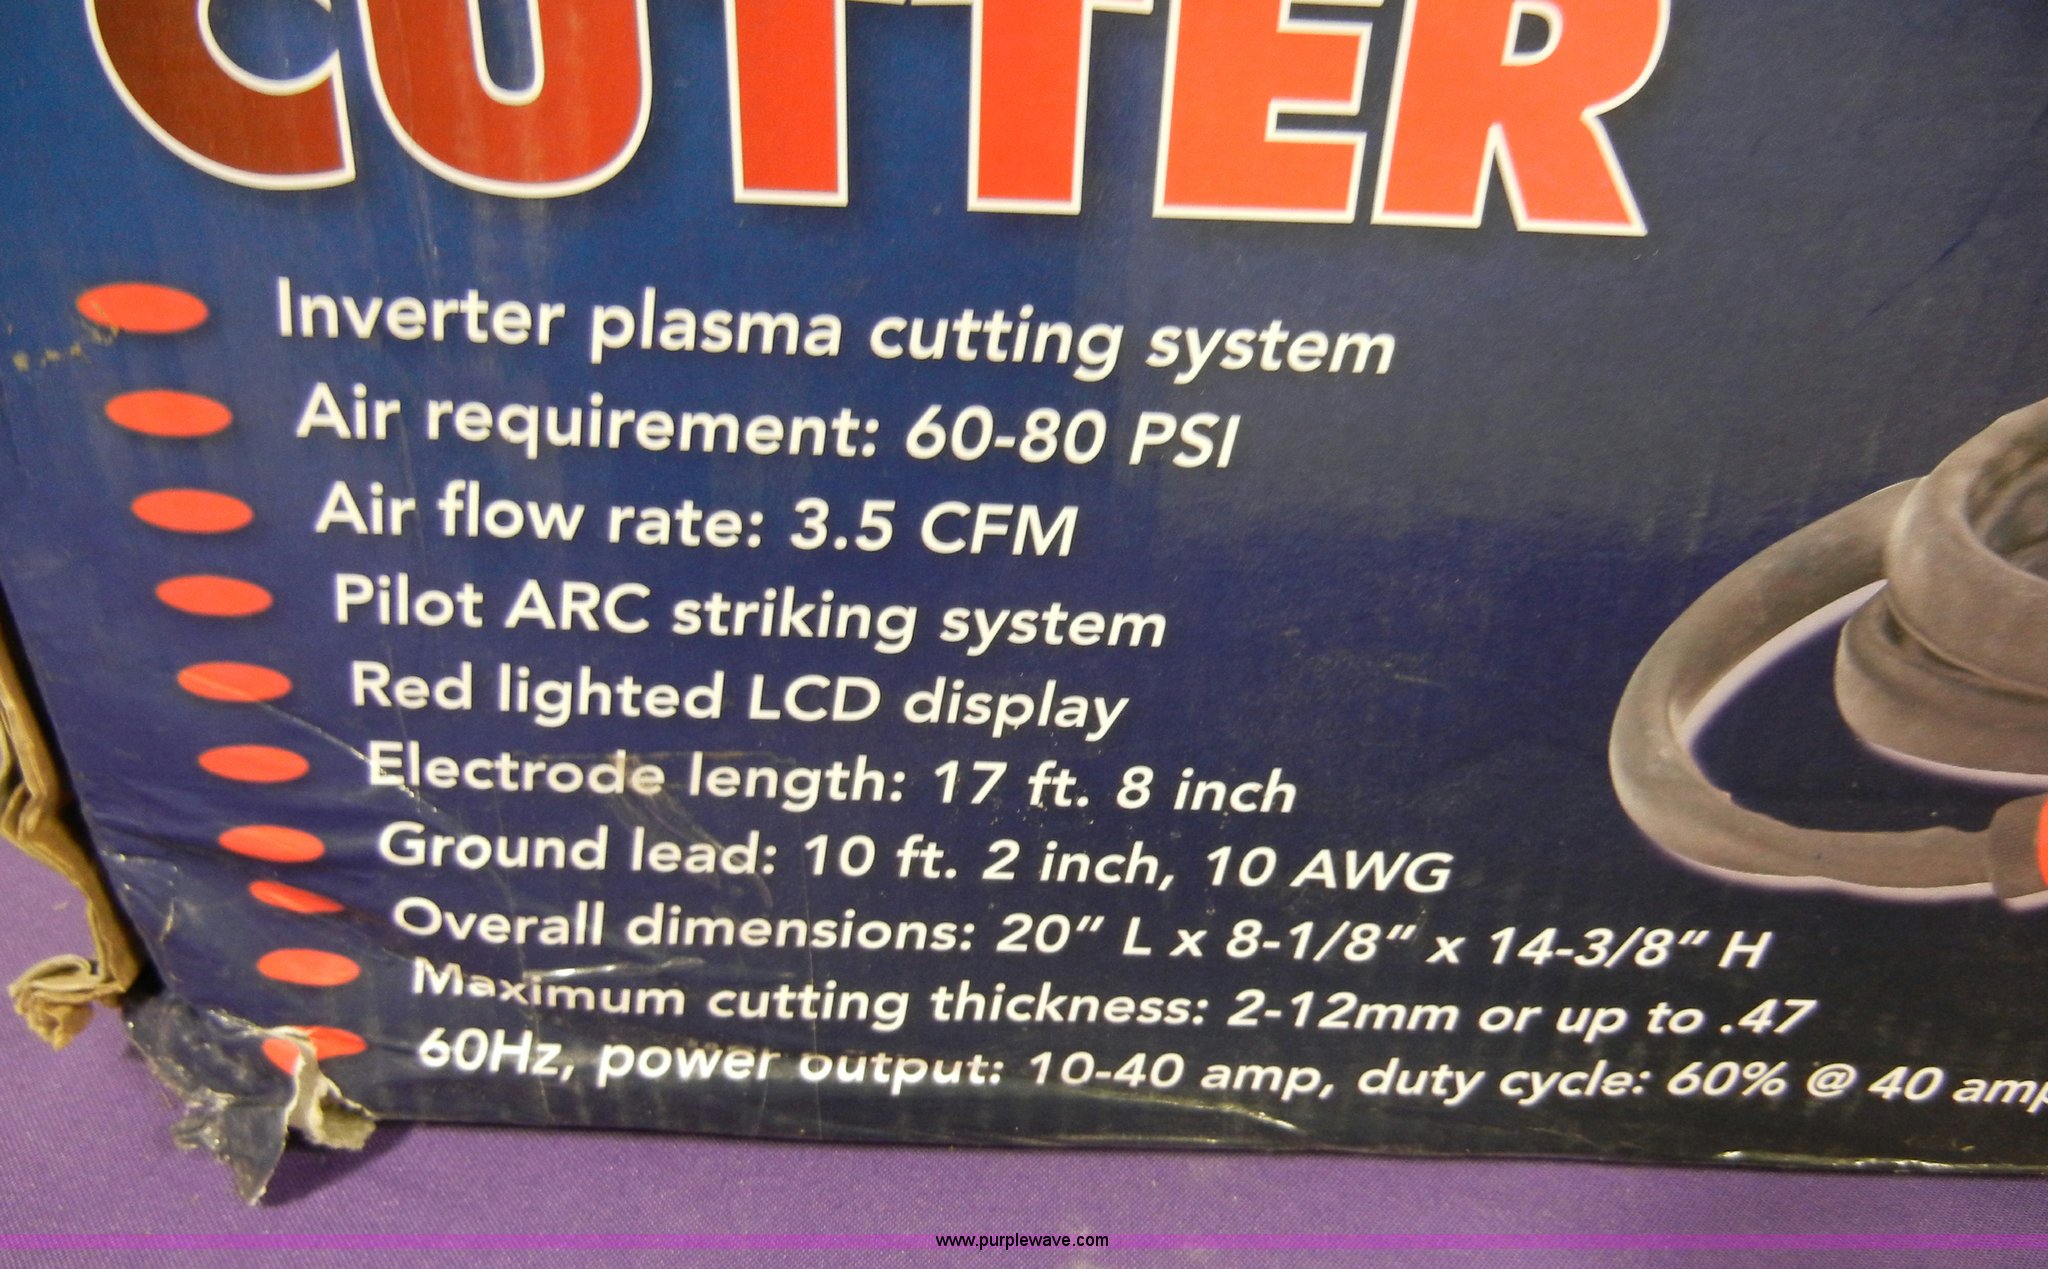 CUTTER
Inverter plasma cutting system
Air requirement: 60-80 PSI
Air flow rate: 3.5 CFM
Pilot ARC striking system
Red lighted LCD display
Electrode length: 17 ft. 8 inch
Ground lead: 10 ft. 2 inch, 10 AWG
Overall dimensions: 20” L x 8-1/8“ x 14-3/8“ H
Maximum cutting thickness: 2-12mm or up to .47
60Hz, power output: 10-40 amp, duty cycle: 60% @ 40 amp
www.purplewave.com